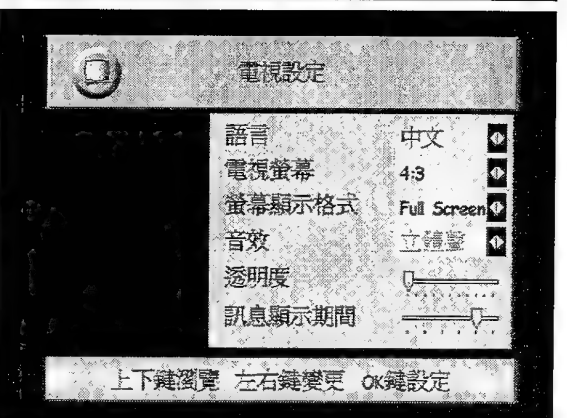 電視設定
語言 中文
電視螢幕 4:3
螢幕顯示格式 Full Screen
音效 立體聲
透明度
訊息顯示期間
上下鍵瀏覽 左右鍵變更 OK鍵設定